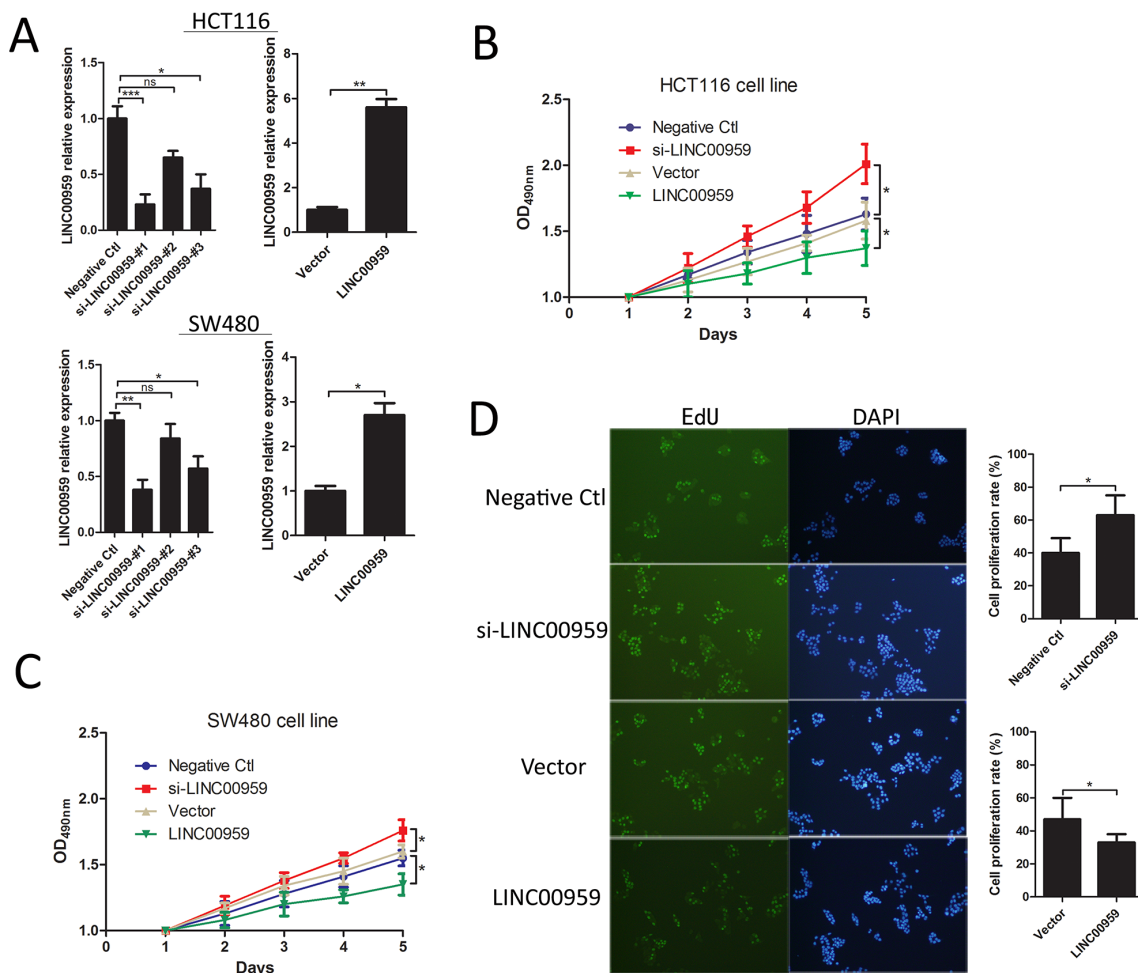 A
HCT116
LINC00959 relative expression
1.5
1.0
0.5
0.0
*
ns
***
Negative Ctl
si-LINC00959-#1
si-LINC00959-#2
si-LINC00959-#3
LINC00959 relative expression
8
6
4
2
0
**
Vector
LINC00959
SW480
LINC00959 relative expression
1.5
1.0
0.5
0.0
*
ns
**
Negative Ctl
si-LINC00959-#1
si-LINC00959-#2
si-LINC00959-#3
LINC00959 relative expression
4
3
2
1
0
*
Vector
LINC00959
B
HCT116 cell line
OD490nm
2.5
2.0
1.5
1.0
Negative Ctl
si-LINC00959
Vector
LINC00959
*
*
0
1
2
3
4
5
Days
C
SW480 cell line
OD490nm
2.5
2.0
1.5
1.0
Negative Ctl
si-LINC00959
Vector
LINC00959
*
*
0
1
2
3
4
5
Days
D
EdU
DAPI
Negative Ctl
si-LINC00959
Vector
LINC00959
Cell proliferation rate (%)
100
80
60
40
20
0
*
Negative Ctl
si-LINC00959
Cell proliferation rate (%)
100
80
60
40
20
0
*
Vector
LINC00959